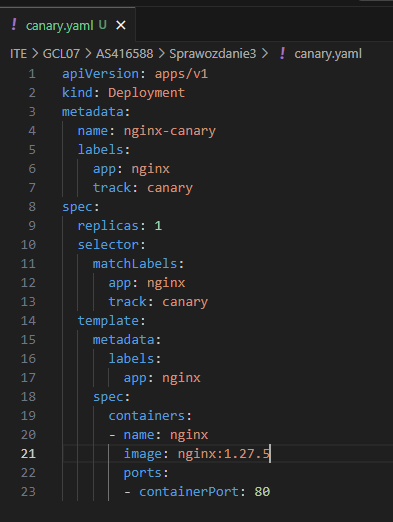 canary.yaml U
ITE > GCL07 > AS416588 > Sprawozdanie3 > ! canary.yaml
1 apiVersion: apps/v1
2 kind: Deployment
3 metadata:
4   name: nginx-canary
5   labels:
6     app: nginx
7     track: canary
8 spec:
9   replicas: 1
10   selector:
11     matchLabels:
12       app: nginx
13       track: canary
14   template:
15     metadata:
16       labels:
17         app: nginx
18     spec:
19       containers:
20       - name: nginx
21         image: nginx:1.27.5
22         ports:
23         - containerPort: 80